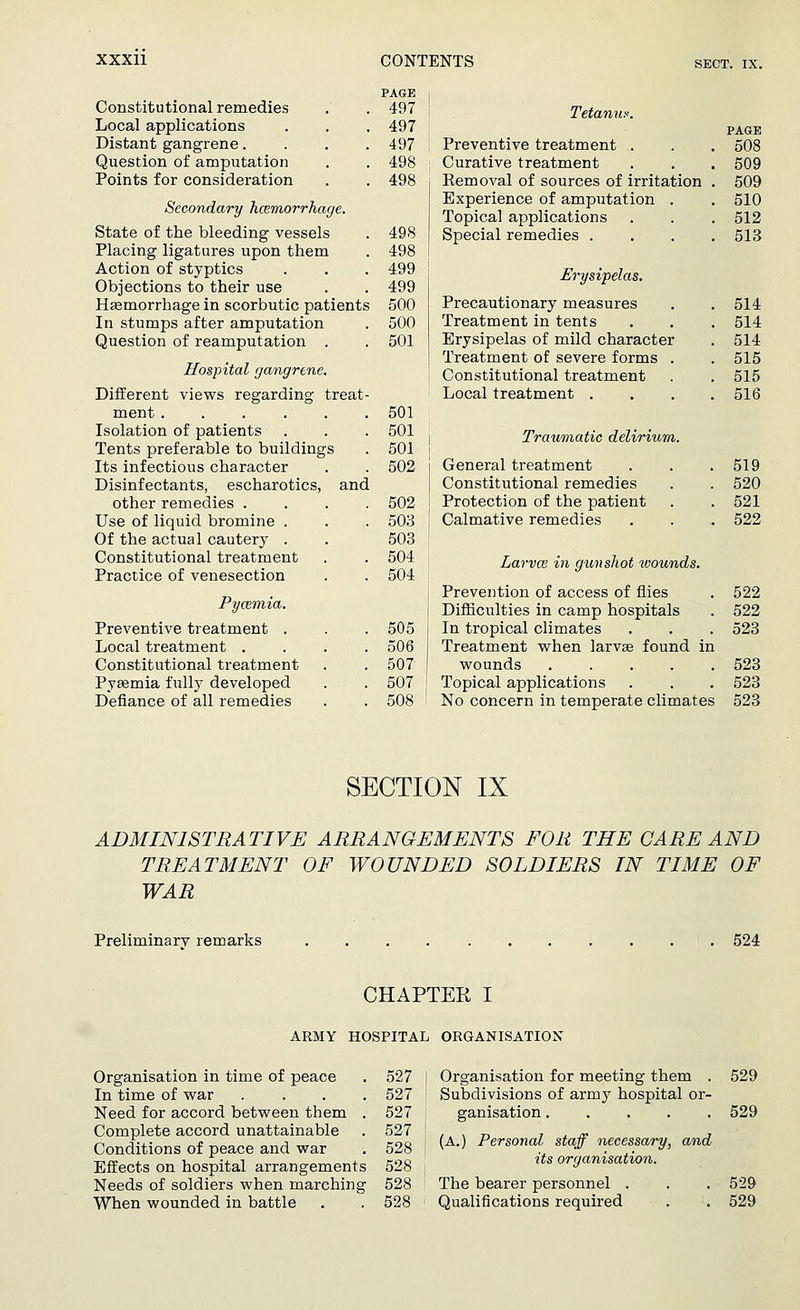 xxxii CONTENTS SECT. IX.
PAGE
Constitutional remedies . . 497
Local applications . . . 497
Distant gangrene . . . . 497
Question of amputation . . 498
Points for consideration . . 498
Secondary hæmorrhage.
State of the bleeding vessels . 498
Placing ligatures upon them . 498
Action of styptics . . . 499
Objections to their use . . 499
Hæmorrhage in scorbutic patients 500
In stumps after amputation . 500
Question of reamputation . . 501
Hospital gangrene.
Different views regarding treat-
ment . . . . . . 501
Isolation of patients . . . 501
Tents preferable to buildings . 501
Its infectious character . . 502
Disinfectants, escharotics, and
other remedies . . . . 502
Use of liquid bromine . . . 503
Of the actual cautery . . 503
Constitutional treatment . . 504
Practice of venesection . . 504
Pyæmia.
Preventive treatment . . . 505
Local treatment . . . . 506
Constitutional treatment . . 507
Pyæmia fully developed . . 507
Defiance of all remedies . . 508
Tetanus.
PAGE
Preventive treatment . . . 508
Curative treatment . . . 509
Removal of sources of irritation . 509
Experience of amputation . . 510
Topical applications . . . 512
Special remedies . . . . 513
Erysipelas.
Precautionary measures . . 514
Treatment in tents . . . 514
Erysipelas of mild character . 514
Treatment of severe forms . . 515
Constitutional treatment . . 515
Local treatment . . . . 516
Traumatic delirium.
General treatment . . . 519
Constitutional remedies . . 520
Protection of the patient . . 521
Calmative remedies . . . 522
Larvæ in gunshot wounds.
Prevention of access of flies . 522
Difficulties in camp hospitals . 522
In tropical climates . . . 523
Treatment when larvæ found in
wounds . . . . . 523
Topical applications . . . 523
No concern in temperate climates 523
SECTION IX
ADMINISTRATIVE ARRANGEMENTS FOR THE CARE AND
TREATMENT OF WOUNDED SOLDIERS IN TIME OF
WAR
Preliminary remarks . . . . . . . . . . . 524
CHAPTER I
ARMY HOSPITAL ORGANISATION
Organisation in time of peace . 527
In time of war . . . . 527
Need for accord between them . 527
Complete accord unattainable . 527
Conditions of peace and war . 528
Effects on hospital arrangements 528
Needs of soldiers when marching 528
When wounded in battle . . 528
Organisation for meeting them . 529
Subdivisions of army hospital or-
ganisation . . . . . 529
(A.) Personal staff necessary, and
its organisation.
The bearer personnel . . . 529
Qualifications required . . 529